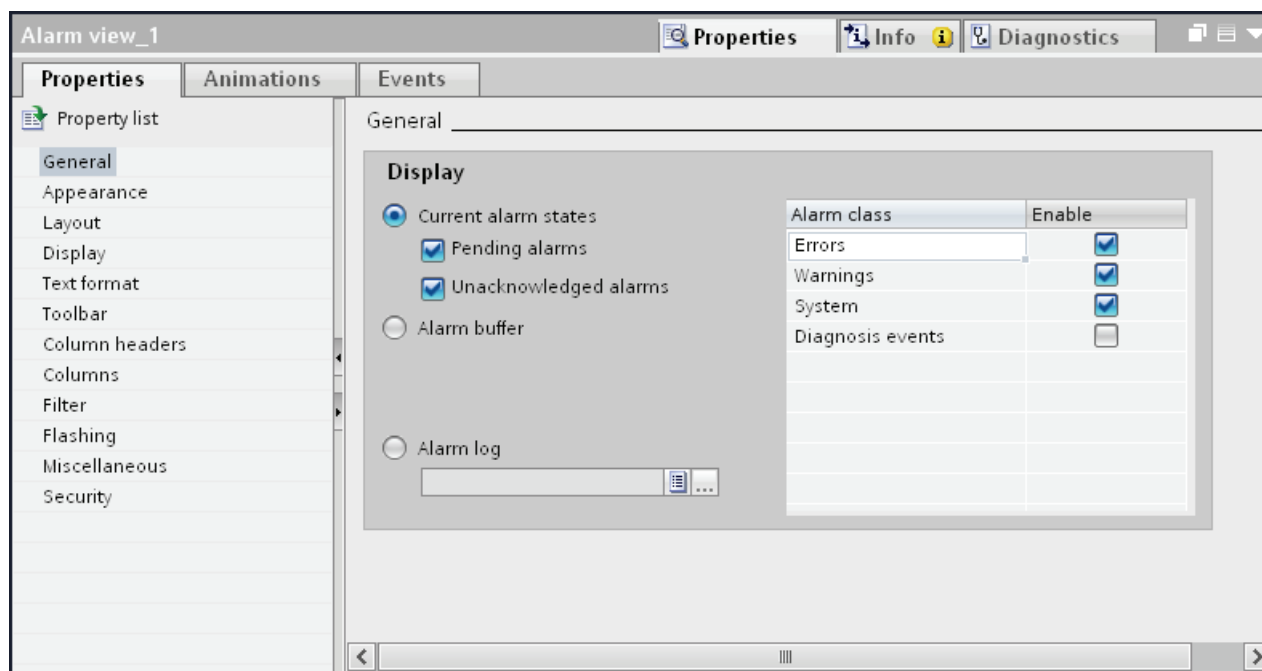 Alarm view_1
Properties Info Diagnostics
Properties Animations Events
Property list
General
Appearance
Layout
Display
Text format
Toolbar
Column headers
Columns
Filter
Flashing
Miscellaneous
Security
General
Display
Current alarm states
Pending alarms
Unacknowledged alarms
Alarm buffer
Alarm log
...
Alarm class Enable
Errors
Warnings
System
Diagnosis events